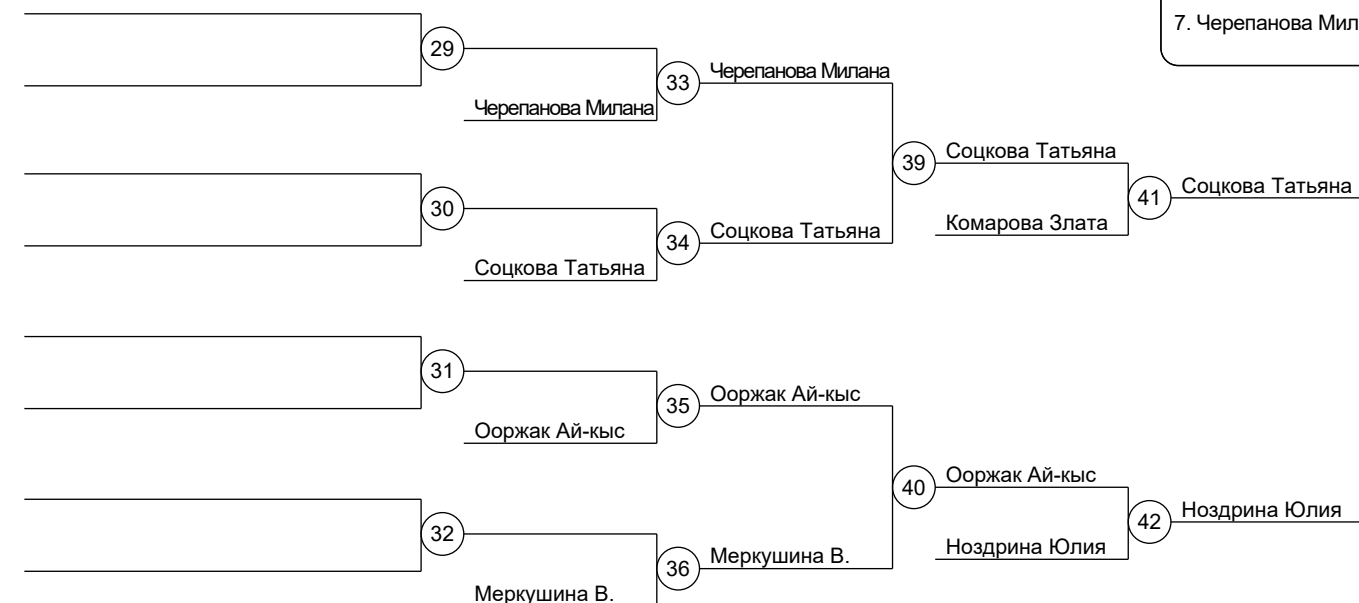 7. Черепанова Мил
29
33
Черепанова Милана
Черепанова Милана
39
Соцкова Татьяна
41
Соцкова Татьяна
30
34
Соцкова Татьяна
Комарова Злата
Соцкова Татьяна
31
35
Ооржак Ай-кыс
Ооржак Ай-кыс
40
Ооржак Ай-кыс
42
Ноздрина Юлия
32
36
Меркушина В.
Ноздрина Юлия
Меркушина В.